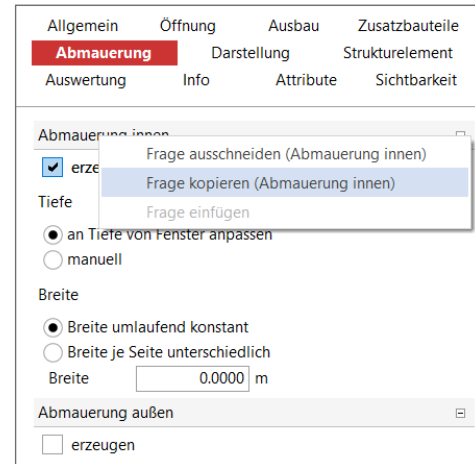 Allgemein Öffnung Ausbau Zusatzbauteile
Abmauerung Darstellung Strukturelement
Auswertung Info Attribute Sichtbarkeit
Abmauerung innen
Frage ausschneiden (Abmauerung innen)
erze
Frage kopieren (Abmauerung innen)
Tiefe
Frage einfügen
an Tiefe von Fenster anpassen
manuell
Breite
Breite umlaufend konstant
Breite je Seite unterschiedlich
Breite 0.0000 m
Abmauerung außen
erzeugen